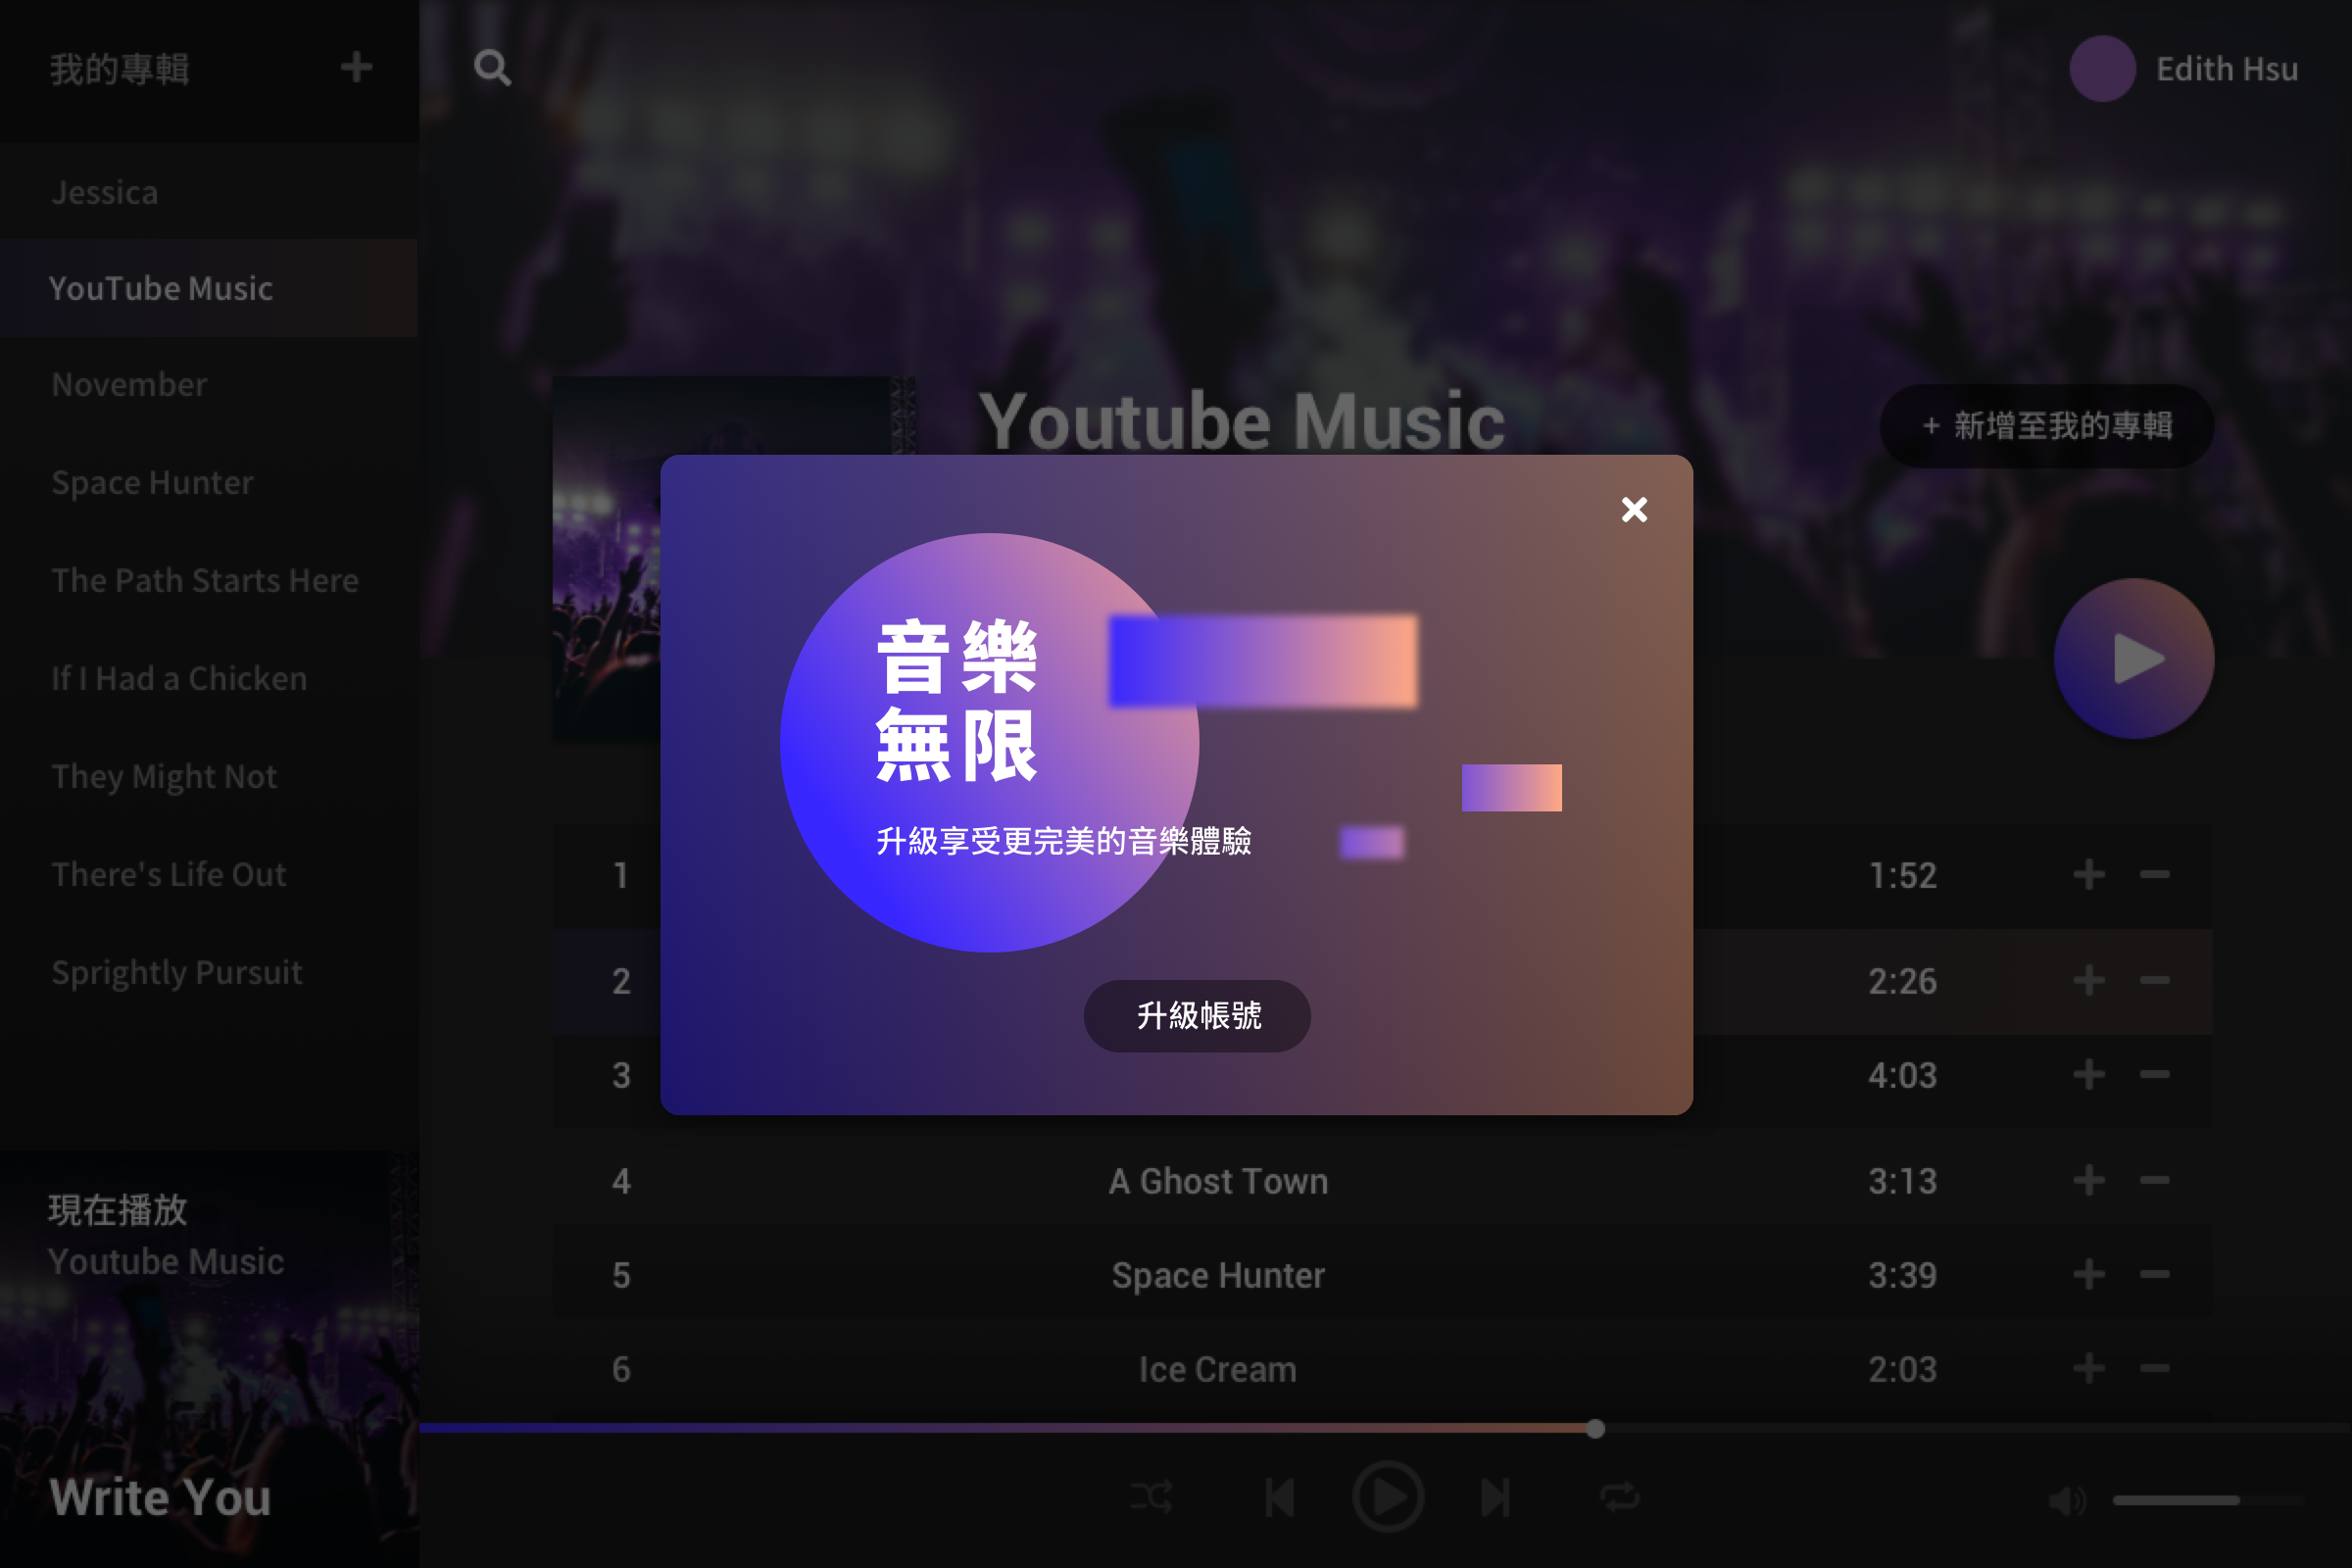 我的專輯
Edith Hsu
Jessica
YouTube Music
November
Space Hunter
The Path Starts Here
If I Had a Chicken
They Might Not
There's Life Out
Sprightly Pursuit
現在播放
Youtube Music
Write You
Youtube Music
+ 新增至我的專輯
音樂
無限
升級享受更完美的音樂體驗
升級帳號
1 1:52
2 2:26
3 4:03
4 A Ghost Town 3:13
5 Space Hunter 3:39
6 Ice Cream 2:03